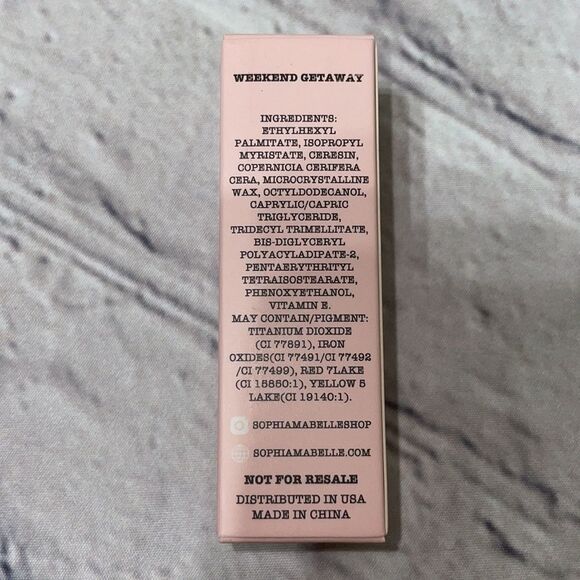 WEEKEND GETAWAY
INGREDIENTS:
ETHYLHEXYL
PALMITATE, ISOPROPYL
MYRISTATE, CERESIN,
COPERNICIA CERIFERA
CERA, MICROCRYSTALLINE
WAX, OCTYLDODECANOL,
CAPRYLIC/CAPRIC
TRIGLYCERIDE,
TRIDECYL TRIMELLITATE,
BIS-DIGLYCERYL
POLYACYLADIPATE-2,
PENTAERYTHRITYL
TETRAISOSTEARATE,
PHENOXYETHANOL,
VITAMIN E.
MAY CONTAIN/PIGMENT:
TITANIUM DIOXIDE
(CI 77891), IRON
OXIDES(CI 77491/CI 77492
/CI 77499), RED 7LAKE
(CI 15850:1), YELLOW 5
LAKE(CI 19140:1).
SOPHIAMABELLESHOP
SOPHIAMABELLE.COM
NOT FOR RESALE
DISTRIBUTED IN USA
MADE IN CHINA